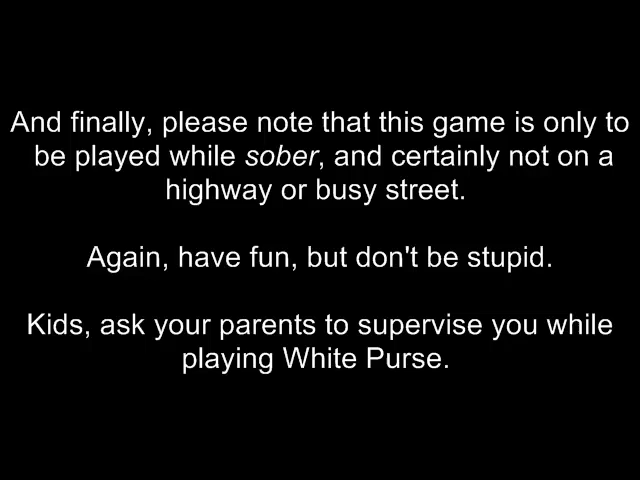 And finally, please note that this game is only to
be played while sober, and certainly not on a
highway or busy street.
Again, have fun, but don't be stupid.
Kids, ask your parents to supervise you while
playing White Purse.